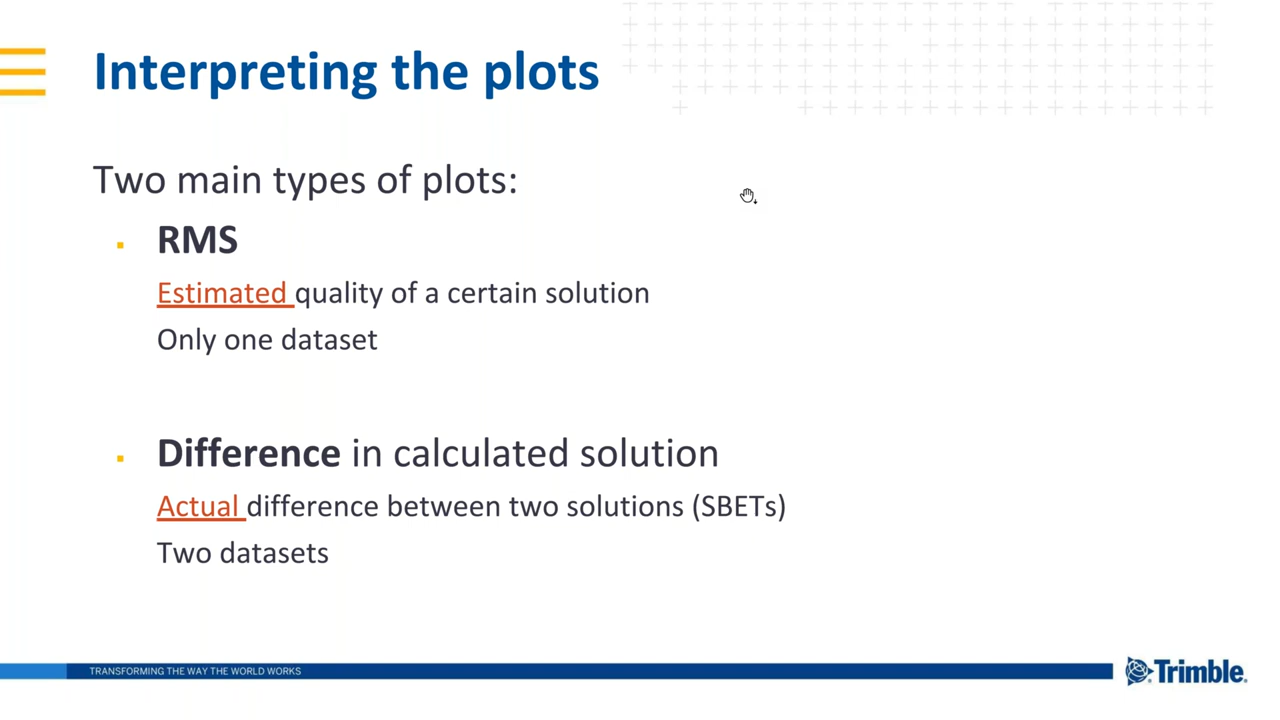 Interpreting the plots
Two main types of plots:
RMS
Estimated quality of a certain solution
Only one dataset
Difference in calculated solution
Actual difference between two solutions (SBETs)
Two datasets
TRANSFORMING THE WAY THE WORLD WORKS
Trimble